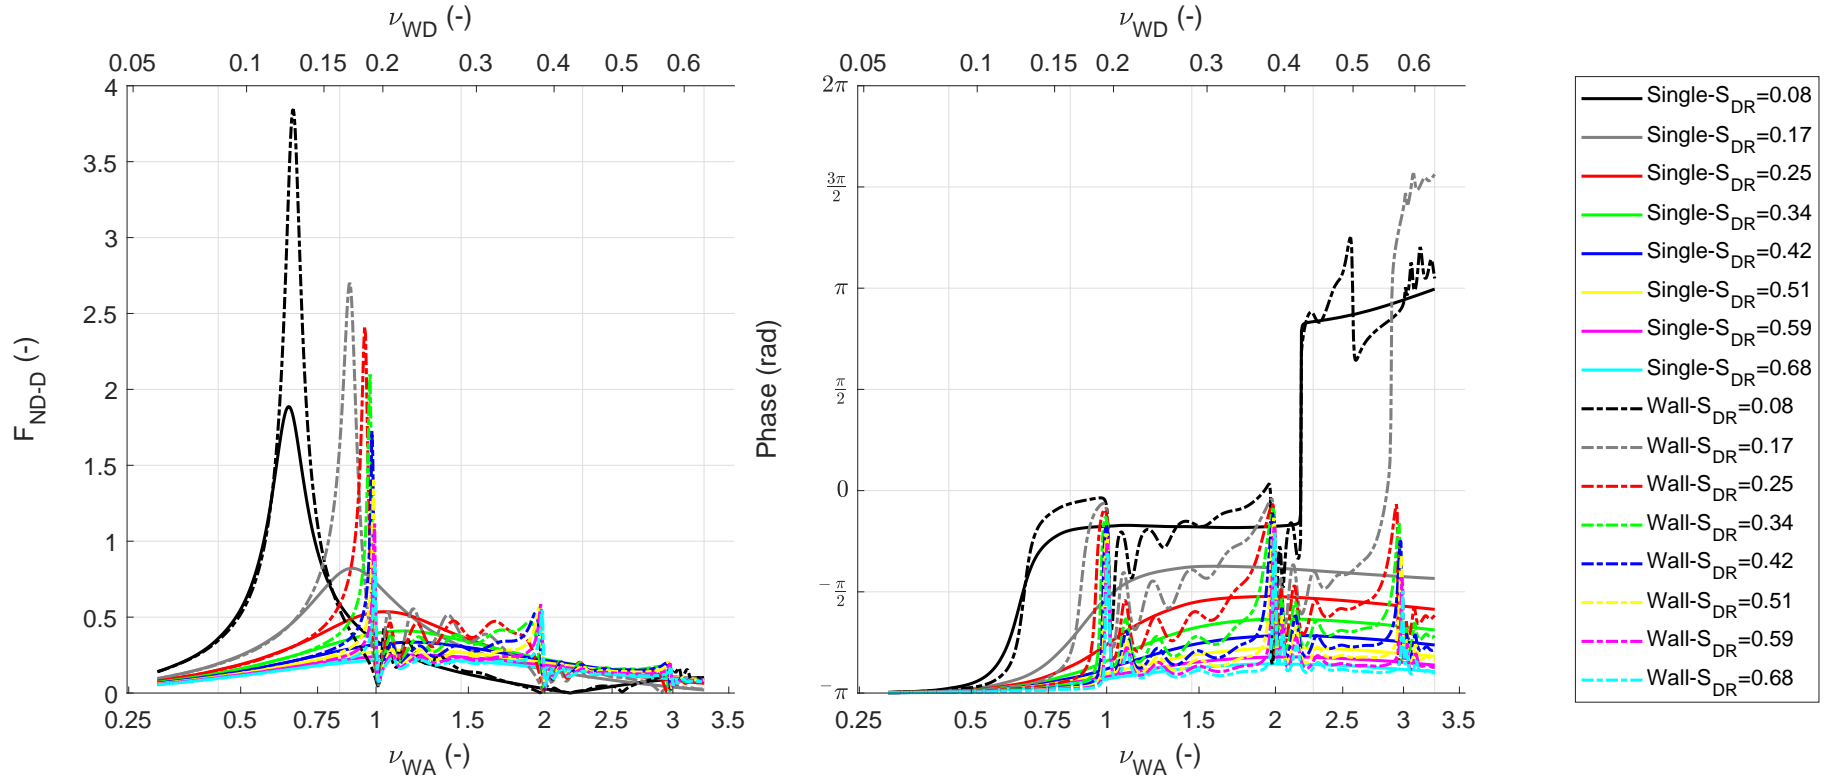 ν_WD (-)
0.05 0.1 0.15 0.2 0.3 0.4 0.5 0.6
4
3.5
3
2.5
2
1.5
1
0.5
0
F_ND-D (-)
0.25 0.5 0.75 1 1.5 2 2.5 3 3.5
ν_WA (-)
ν_WD (-)
0.05 0.1 0.15 0.2 0.3 0.4 0.5 0.6
2π
3π/2
π
π/2
0
-π/2
-π
Phase (rad)
0.25 0.5 0.75 1 1.5 2 2.5 3 3.5
ν_WA (-)
Single-S_DR=0.08
Single-S_DR=0.17
Single-S_DR=0.25
Single-S_DR=0.34
Single-S_DR=0.42
Single-S_DR=0.51
Single-S_DR=0.59
Single-S_DR=0.68
Wall-S_DR=0.08
Wall-S_DR=0.17
Wall-S_DR=0.25
Wall-S_DR=0.34
Wall-S_DR=0.42
Wall-S_DR=0.51
Wall-S_DR=0.59
Wall-S_DR=0.68